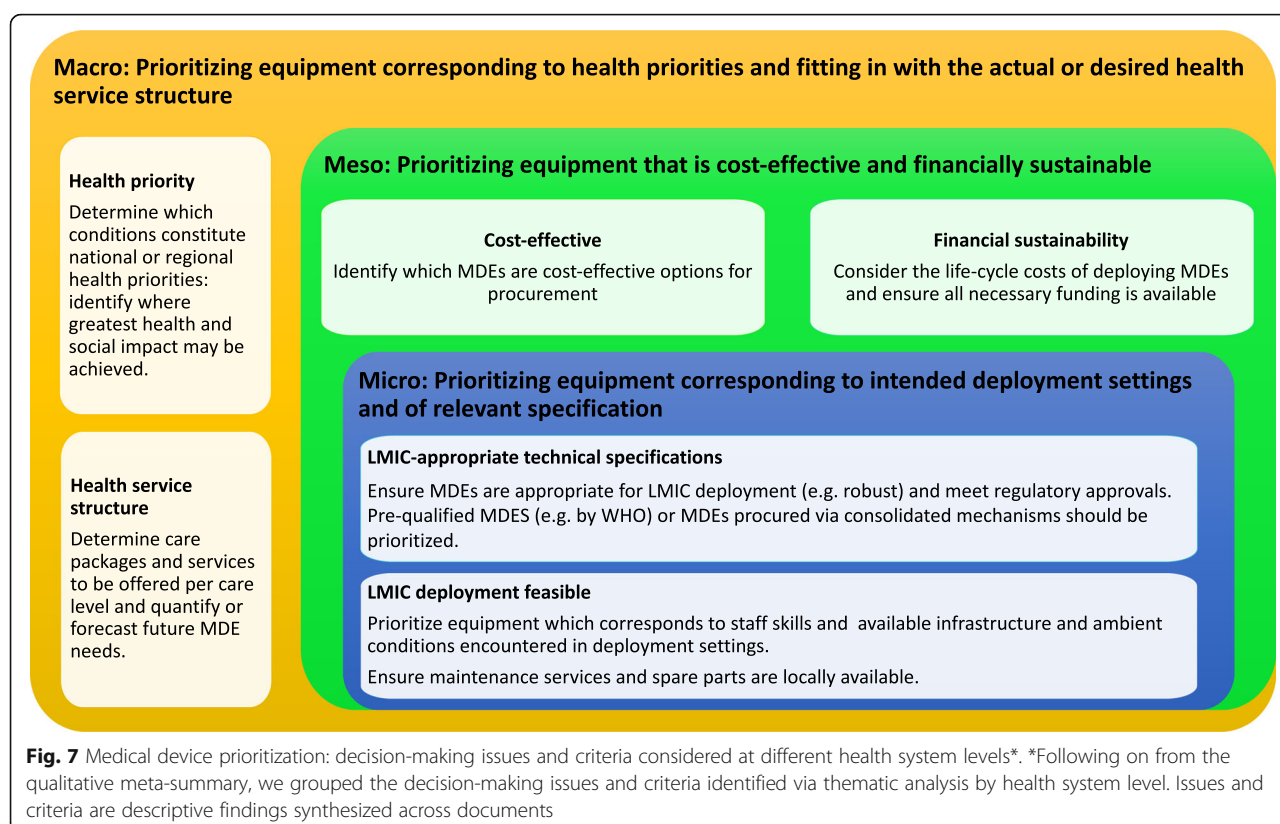 Macro: Prioritizing equipment corresponding to health priorities and fitting in with the actual or desired health
service structure
Health priority
Determine which
conditions constitute
national or regional
health priorities:
identify where
greatest health and
social impact may be
achieved.
Health service
structure
Determine care
packages and services
to be offered per care
level and quantify or
forecast future MDE
needs.
Meso: Prioritizing equipment that is cost-effective and financially sustainable
Cost-effective
Identify which MDEs are cost-effective options for
procurement
Financial sustainability
Consider the life-cycle costs of deploying MDEs
and ensure all necessary funding is available
Micro: Prioritizing equipment corresponding to intended deployment settings
and of relevant specification
LMIC-appropriate technical specifications
Ensure MDEs are appropriate for LMIC deployment (e.g. robust) and meet regulatory approvals.
Pre-qualified MDES (e.g. by WHO) or MDEs procured via consolidated mechanisms should be
prioritized.
LMIC deployment feasible
Prioritize equipment which corresponds to staff skills and available infrastructure and ambient
conditions encountered in deployment settings.
Ensure maintenance services and spare parts are locally available.
Fig. 7 Medical device prioritization: decision-making issues and criteria considered at different health system levels*. *Following on from the
qualitative meta-summary, we grouped the decision-making issues and criteria identified via thematic analysis by health system level. Issues and
criteria are descriptive findings synthesized across documents